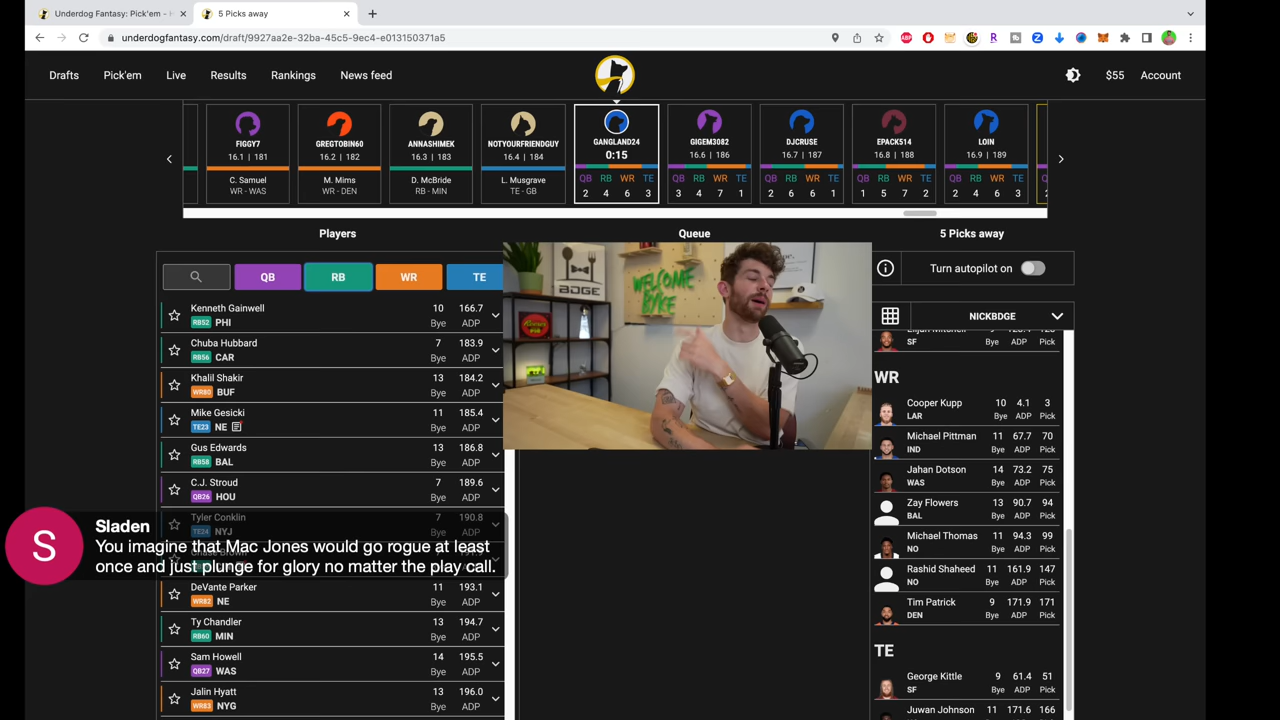 Underdog Fantasy: Pick'em -
5 Picks away
underdogfantasy.com/draft/9927aa2e-32ba-45c5-9ec4-e013150371a5
Drafts Pick'em Live Results Rankings News feed $55 Account
FIGGY7
16.1 | 181
C. Samuel
WR - WAS
GREGTOBIN60
16.2 | 182
M. Mims
WR - DEN
ANNASHIMEK
16.3 | 183
D. McBride
RB - MIN
NOTYOURFRIENDGUY
16.4 | 184
L. Musgrave
TE - GB
GANGLAND24
0:15
QB RB WR TE
2 4 6 3
GIGEM3082
16.6 | 186
QB RB WR TE
3 4 7 1
DJCRUSE
16.7 | 187
QB RB WR TE
2 6 6 1
EPACK514
16.8 | 188
QB RB WR TE
1 5 7 2
LOIN
16.9 | 189
QB RB WR TE
2 4 6 3
Players
QB RB WR TE
Kenneth Gainwell 10 166.7
RB52 PHI Bye ADP
Chuba Hubbard 7 183.9
RB56 CAR Bye ADP
Khalil Shakir 13 184.2
WR80 BUF Bye ADP
Mike Gesicki 11 185.4
TE23 NE Bye ADP
Gus Edwards 13 186.8
RB58 BAL Bye ADP
C.J. Stroud 7 189.6
QB26 HOU Bye ADP
Tyler Conklin 7 190.8
TE24 NYJ Bye ADP
DeVante Parker 11 193.1
WR82 NE Bye ADP
Ty Chandler 13 194.7
RB60 MIN Bye ADP
Sam Howell 14 195.5
QB27 WAS Bye ADP
Jalin Hyatt 13 196.0
WR83 NYG Bye ADP
S
Sladen
You imagine that Mac Jones would go rogue at least
once and just plunge for glory no matter the play call.
Queue
BDGE
WELCOME
BYKE
5 Picks away
Turn autopilot on
NICKBDGE
SF Bye ADP Pick
WR
Cooper Kupp 10 4.1 3
LAR Bye ADP Pick
Michael Pittman 11 67.7 70
IND Bye ADP Pick
Jahan Dotson 14 73.2 75
WAS Bye ADP Pick
Zay Flowers 13 90.7 94
BAL Bye ADP Pick
Michael Thomas 11 94.3 99
NO Bye ADP Pick
Rashid Shaheed 11 161.9 147
NO Bye ADP Pick
Tim Patrick 9 171.9 171
DEN Bye ADP Pick
TE
George Kittle 9 61.4 51
SF Bye ADP Pick
Juwan Johnson 11 171.6 166